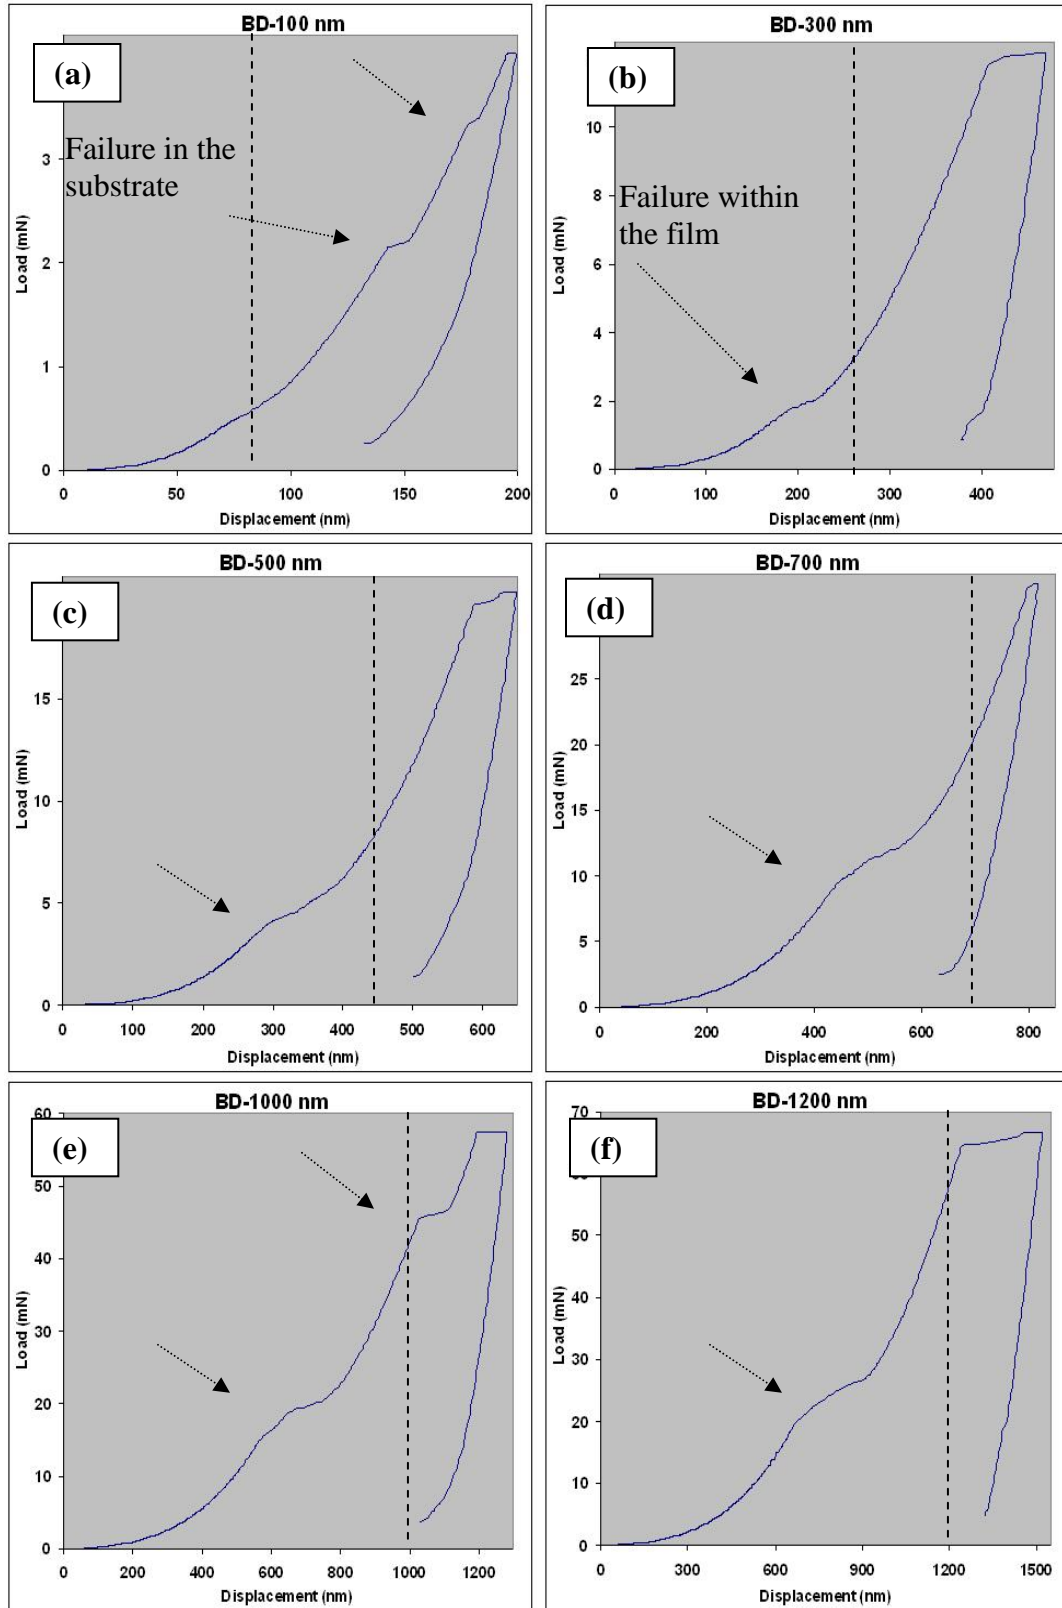 BD-100 nm
(a)
Failure in the
substrate
Load (mN)
3
2
1
0
0 50 100 150 200
Displacement (nm)
BD-300 nm
(b)
Failure within
the film
Load (mN)
10
8
6
4
2
0
0 100 200 300 400
Displacement (nm)
BD-500 nm
(c)
Load (mN)
15
10
5
0
0 100 200 300 400 500 600
Displacement (nm)
BD-700 nm
(d)
Load (mN)
25
20
15
10
5
0
0 200 400 600 800
Displacement (nm)
BD-1000 nm
(e)
Load (mN)
60
50
40
30
20
10
0
0 200 400 600 800 1000 1200
Displacement (nm)
BD-1200 nm
(f)
Load (mN)
70
50
40
30
20
10
0
0 300 600 900 1200 1500
Displacement (nm)